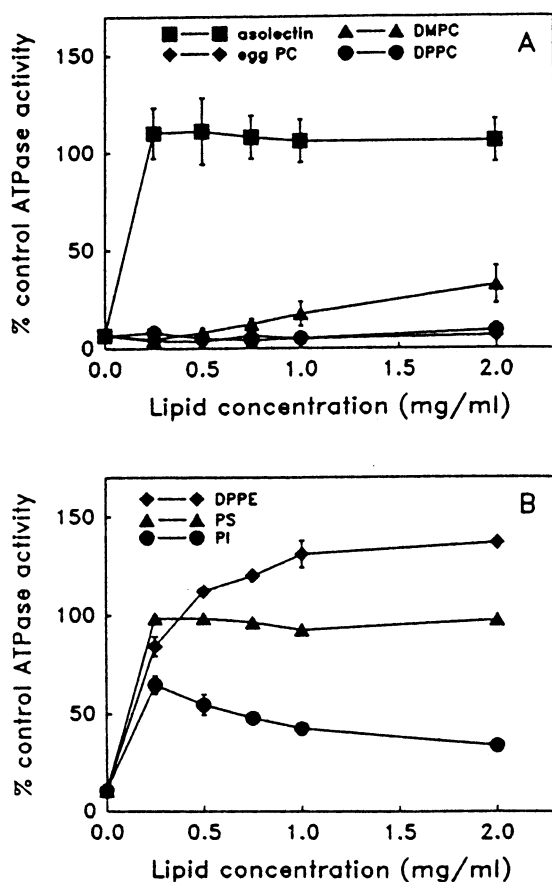 asolectin
egg PC
DMPC
DPPC
A
% control ATPase activity
150
100
50
0
0.0 0.5 1.0 1.5 2.0
Lipid concentration (mg/ml)
DPPE
PS
PI
B
% control ATPase activity
150
100
50
0
0.0 0.5 1.0 1.5 2.0
Lipid concentration (mg/ml)